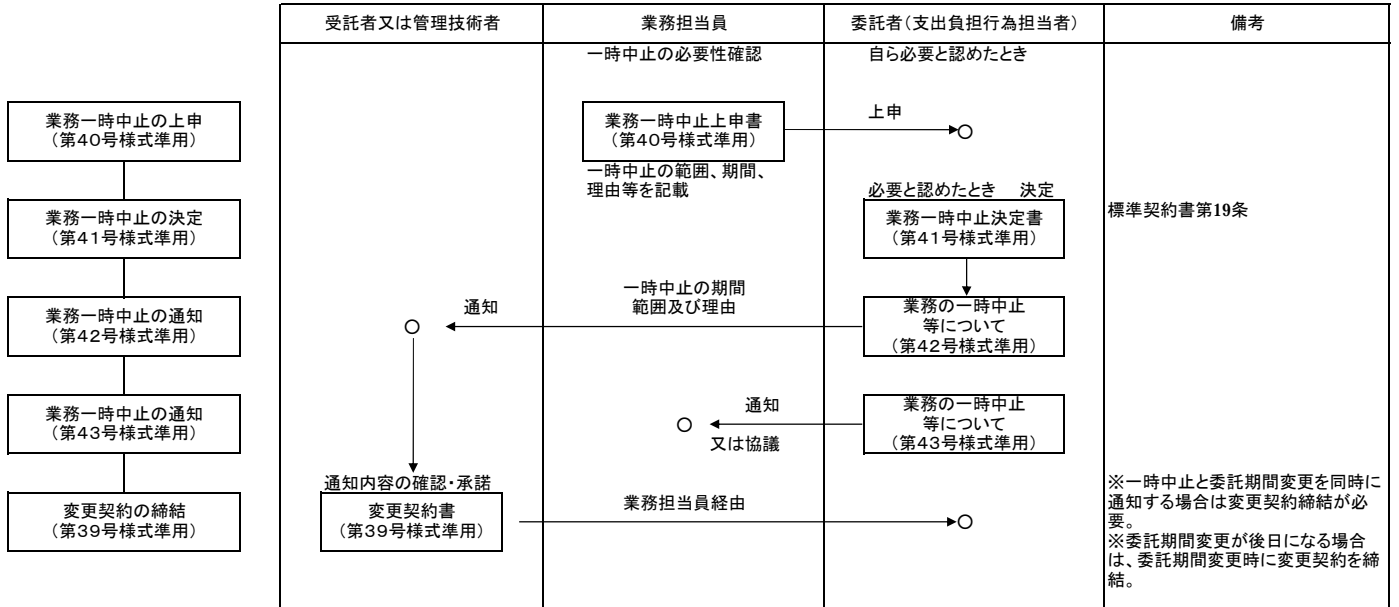 受託者又は管理技術者
業務担当員
委託者（支出負担行為担当者）
備考
一時中止の必要性確認
自ら必要と認めたとき
業務一時中止の上申
（第４０号様式準用）
業務一時中止上申書
（第４０号様式準用）
上申
一時中止の範囲、期間、
理由等を記載
必要と認めたとき　決定
業務一時中止の決定
（第４１号様式準用）
業務一時中止決定書
（第４１号様式準用）
標準契約書第19条
業務一時中止の通知
（第４２号様式準用）
通知
一時中止の期間
範囲及び理由
業務の一時中止
等について
（第４２号様式準用）
業務一時中止の通知
（第４３号様式準用）
通知
又は協議
業務の一時中止
等について
（第４３号様式準用）
通知内容の確認・承諾
変更契約の締結
（第３９号様式準用）
変更契約書
（第３９号様式準用）
業務担当員経由
※一時中止と委託期間変更を同時に
通知する場合は変更契約締結が必
要。
※委託期間変更が後日になる場合
は、委託期間変更時に変更契約を締
結。